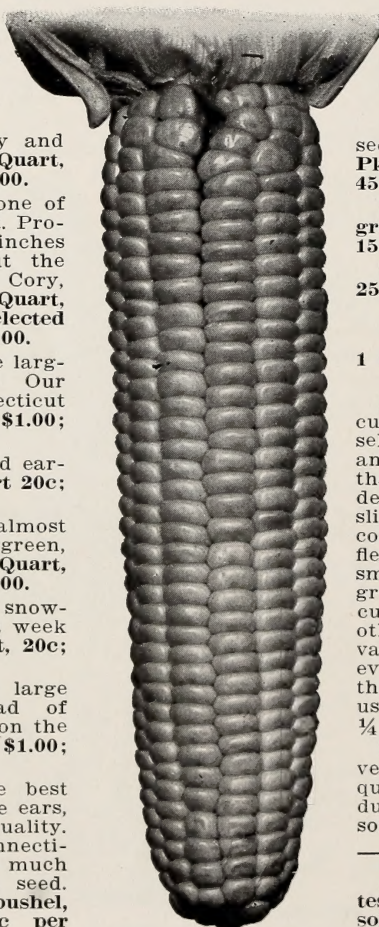 y and
Quart,
00.
one of
. Pro-
inches
t the
Cory,
Quart,
elected
00.
e larg-
Our
ecticut
$1.00;
d ear-
rt 20c;
almost
green,
Quart,
00.
snow-
week
t, 20c;
large
ad of
on the
$1.00;
e best
e ears,
uality.
nnecti-
much
seed.
bushel,
c per
see
Pl
45
gr
15
25
1
cu
sel
an
th
de
sli
co
fle
sm
gr
cu
oth
va
ev
th
us
¼
ve
qu
du
so
tes
so